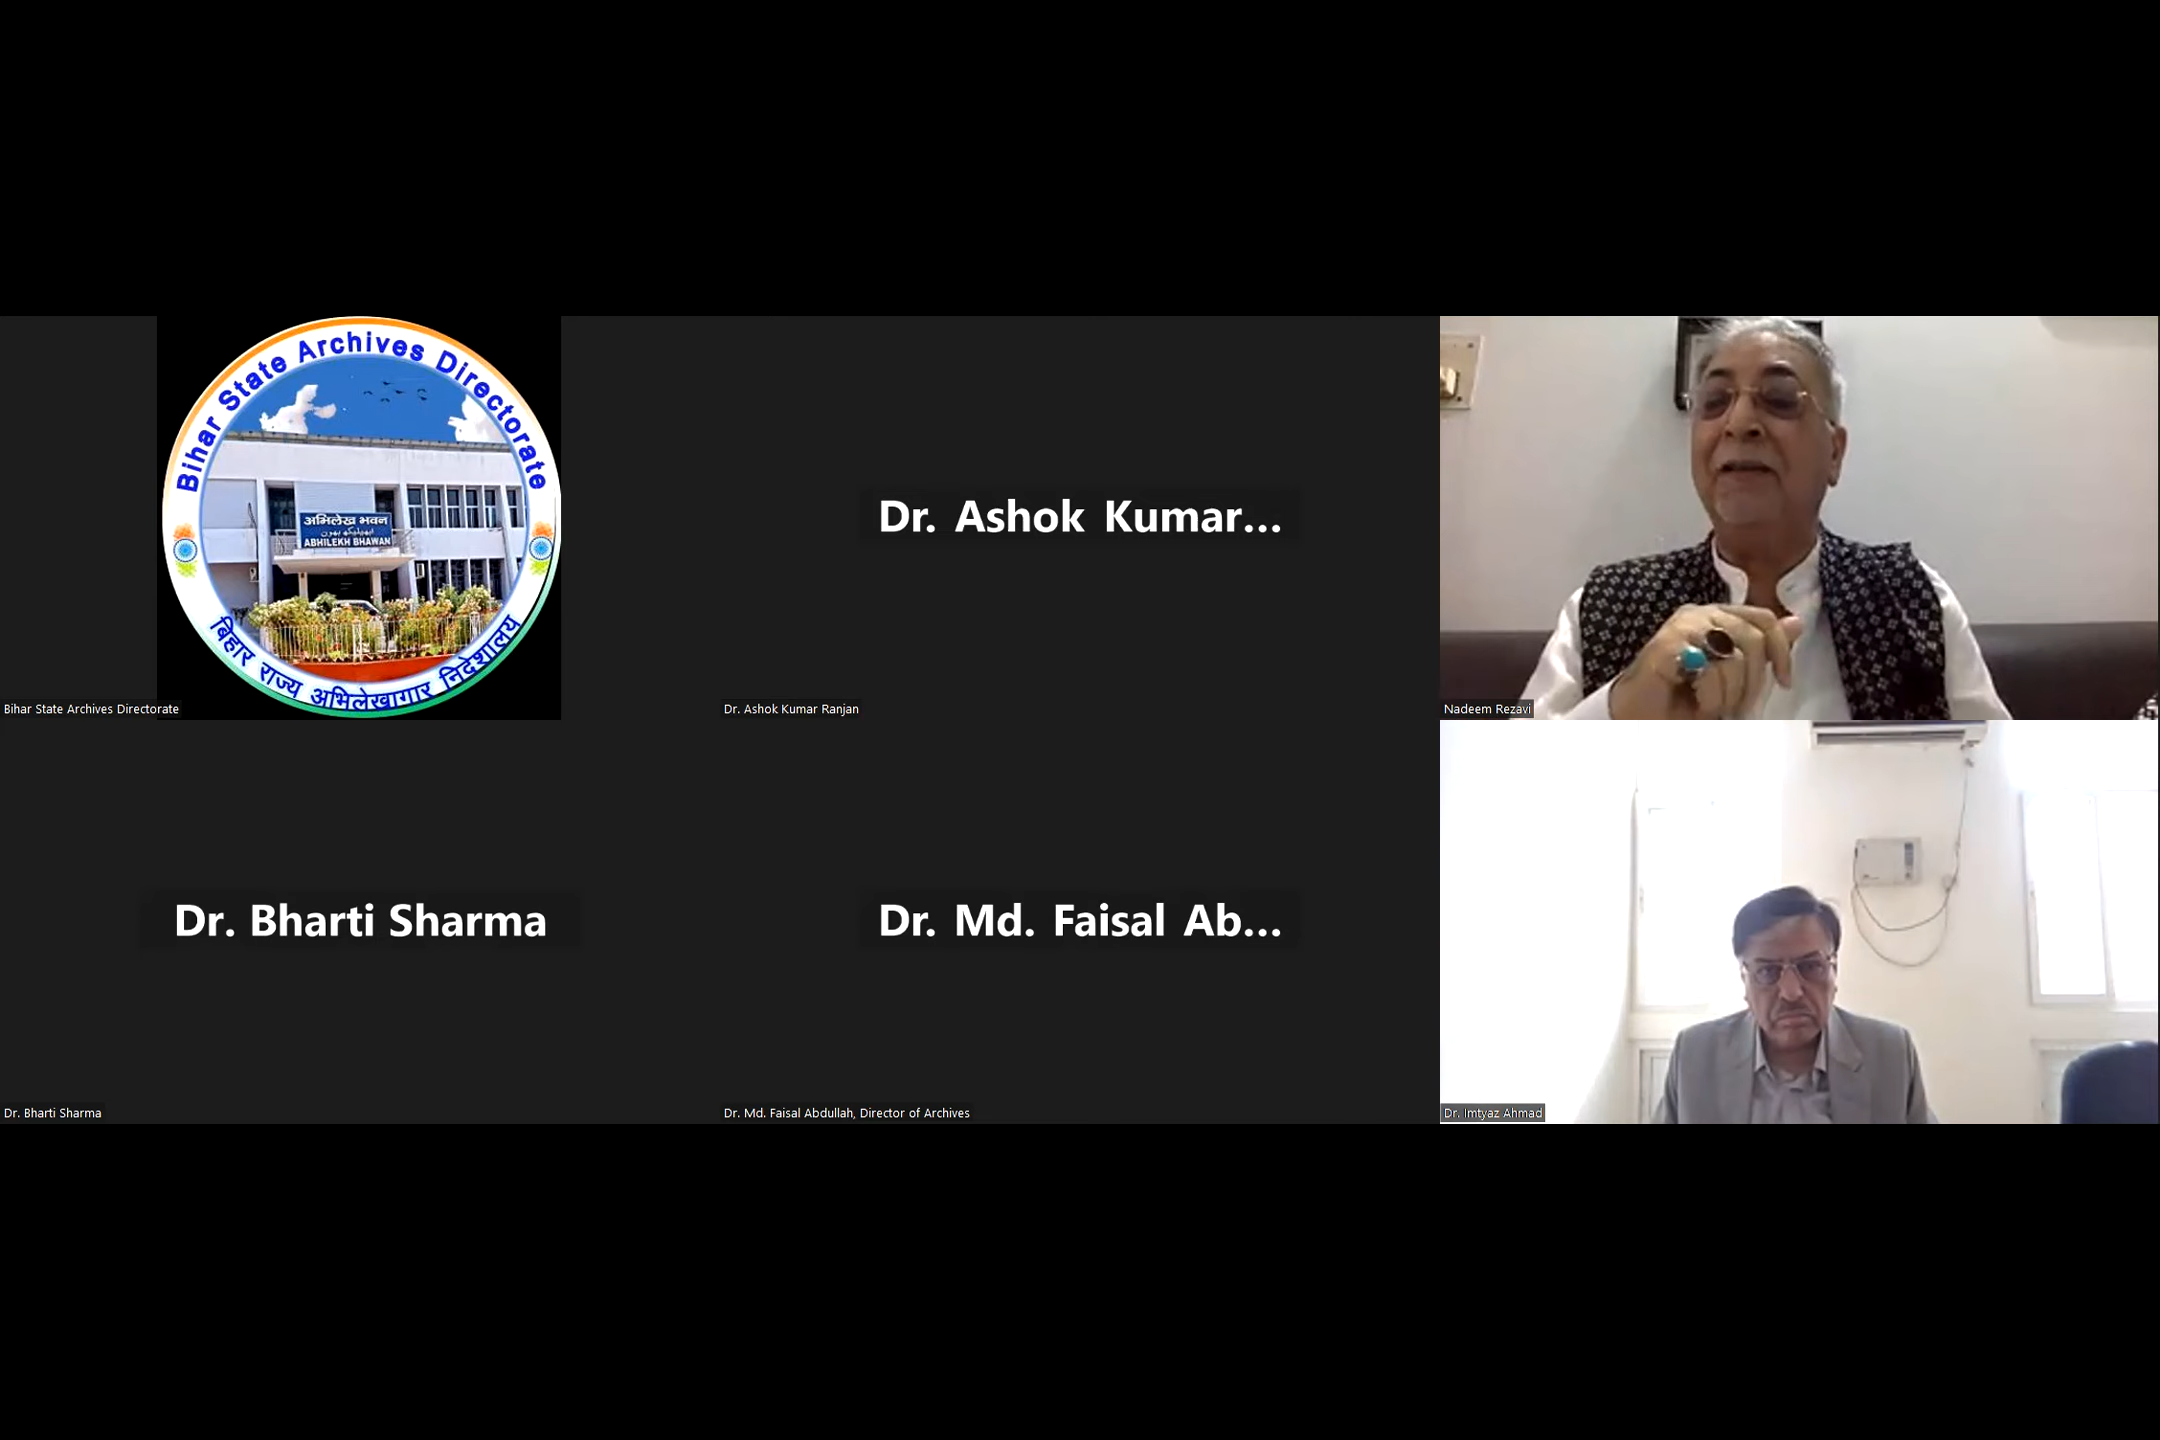 Bihar State Archives Directorate
अभिलेख भवन
ABHILEKH BHAWAN
बिहार राज्य अभिलेखागार निदेशालय
Bihar State Archives Directorate
Dr. Ashok Kumar...
Dr. Ashok Kumar Ranjan
Nadeem Rezavi
Dr. Bharti Sharma
Dr. Bharti Sharma
Dr. Md. Faisal Ab...
Dr. Md. Faisal Abdullah, Director of Archives
Dr. Imtyaz Ahmad